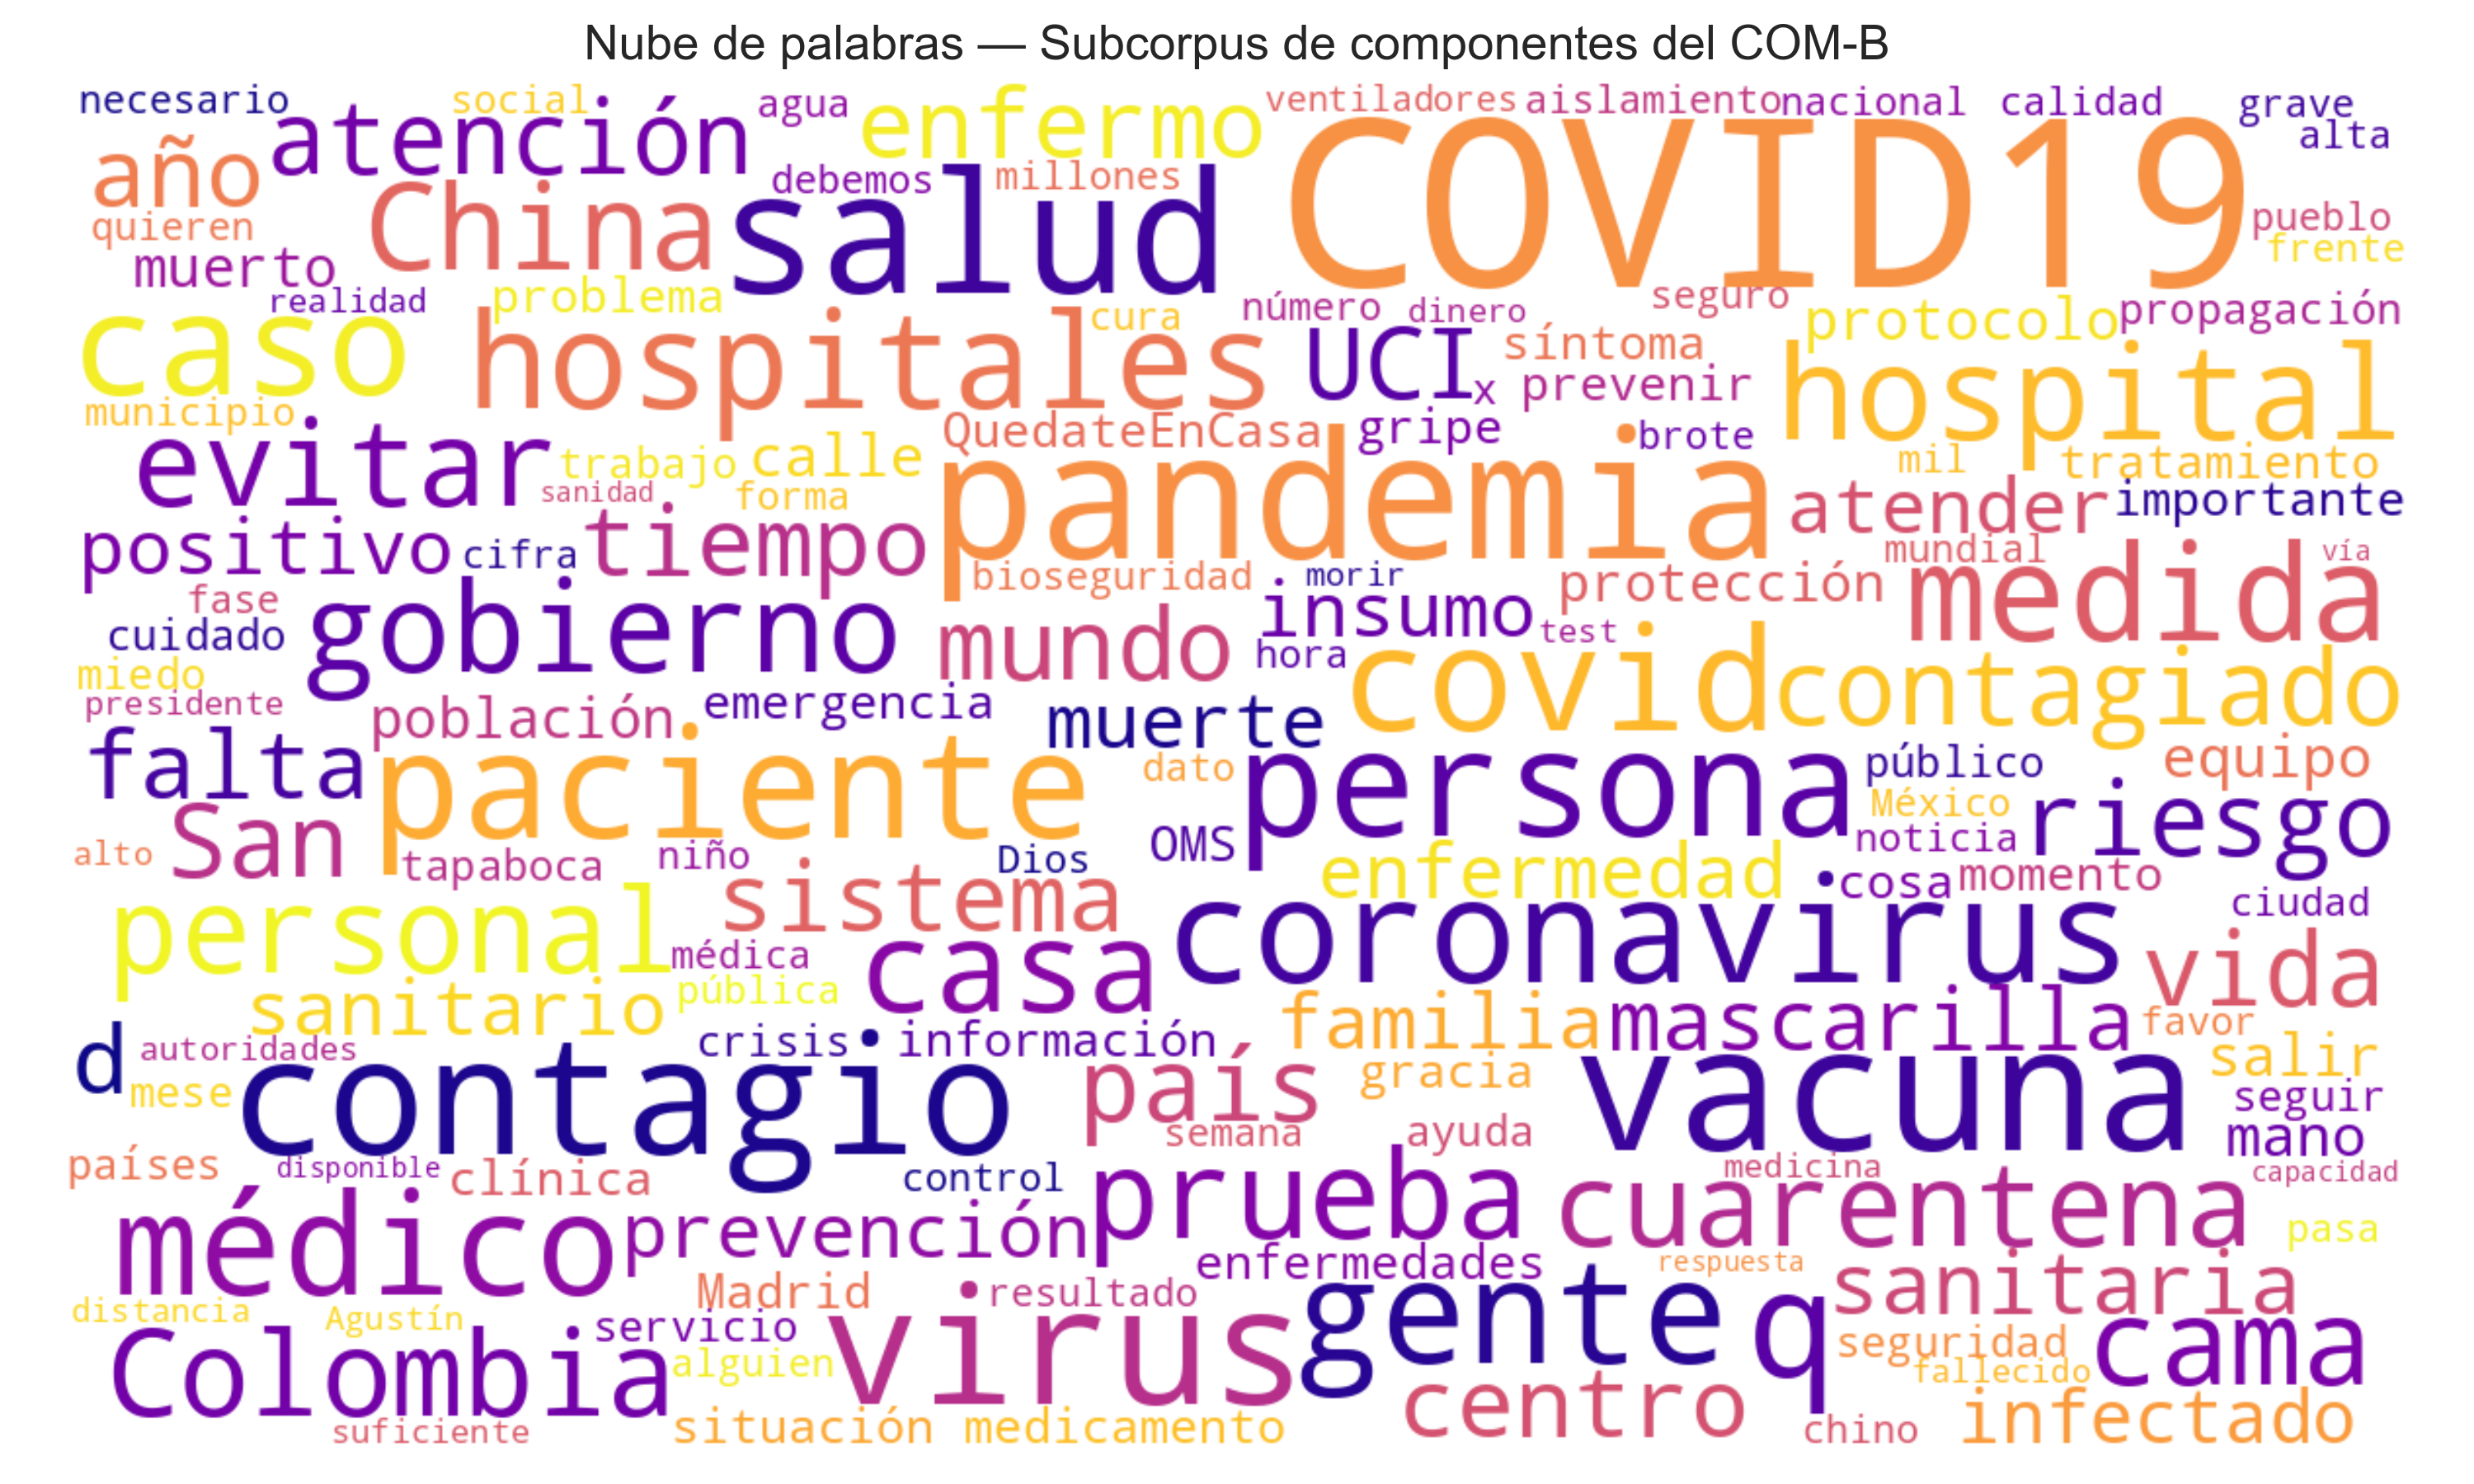 Nube de palabras — Subcorpus de componentes del COM-B
necesario social agua enfermo ventiladores aislamiento nacional calidad grave
atención COVID19 alta
año debemos millones salud
quieren China pueblo
muerto frente
realidad problema cura número dinero seguro protocolo propagación
caso hospitales UCI síntoma hospital
municipio x prevenir
evitar QuedateEnCasa gripe brote
trabajo calle pandemia mil tratamiento
sanidad forma atender importante
positivo cifra tiempo mundial vía
fase bioseguridad morir protección medida
cuidado gobierno mundo insumo test
miedo hora covid contagiado
presidente población emergencia muerte
falta paciente dato persona público equipo
San México riesgo
alto tapaboca niño Dios OMS noticia
sistema enfermedad cosa momento
personal ciudad
médica casa coronavirus vida
sanitario pública familia mascarilla favor
d autoridades crisis información salir
mese contagio país gracia vacuna seguir
semana ayuda mano
países disponible clínica control medicina capacidad
médico prevención prueba cuarentena pasa
enfermedades respuesta sanitaria
distancia Agustín Madrid resultado gente q
Colombia servicio virus seguridad cama
alguien fallecido
suficiente situación medicamento centro chino infectado